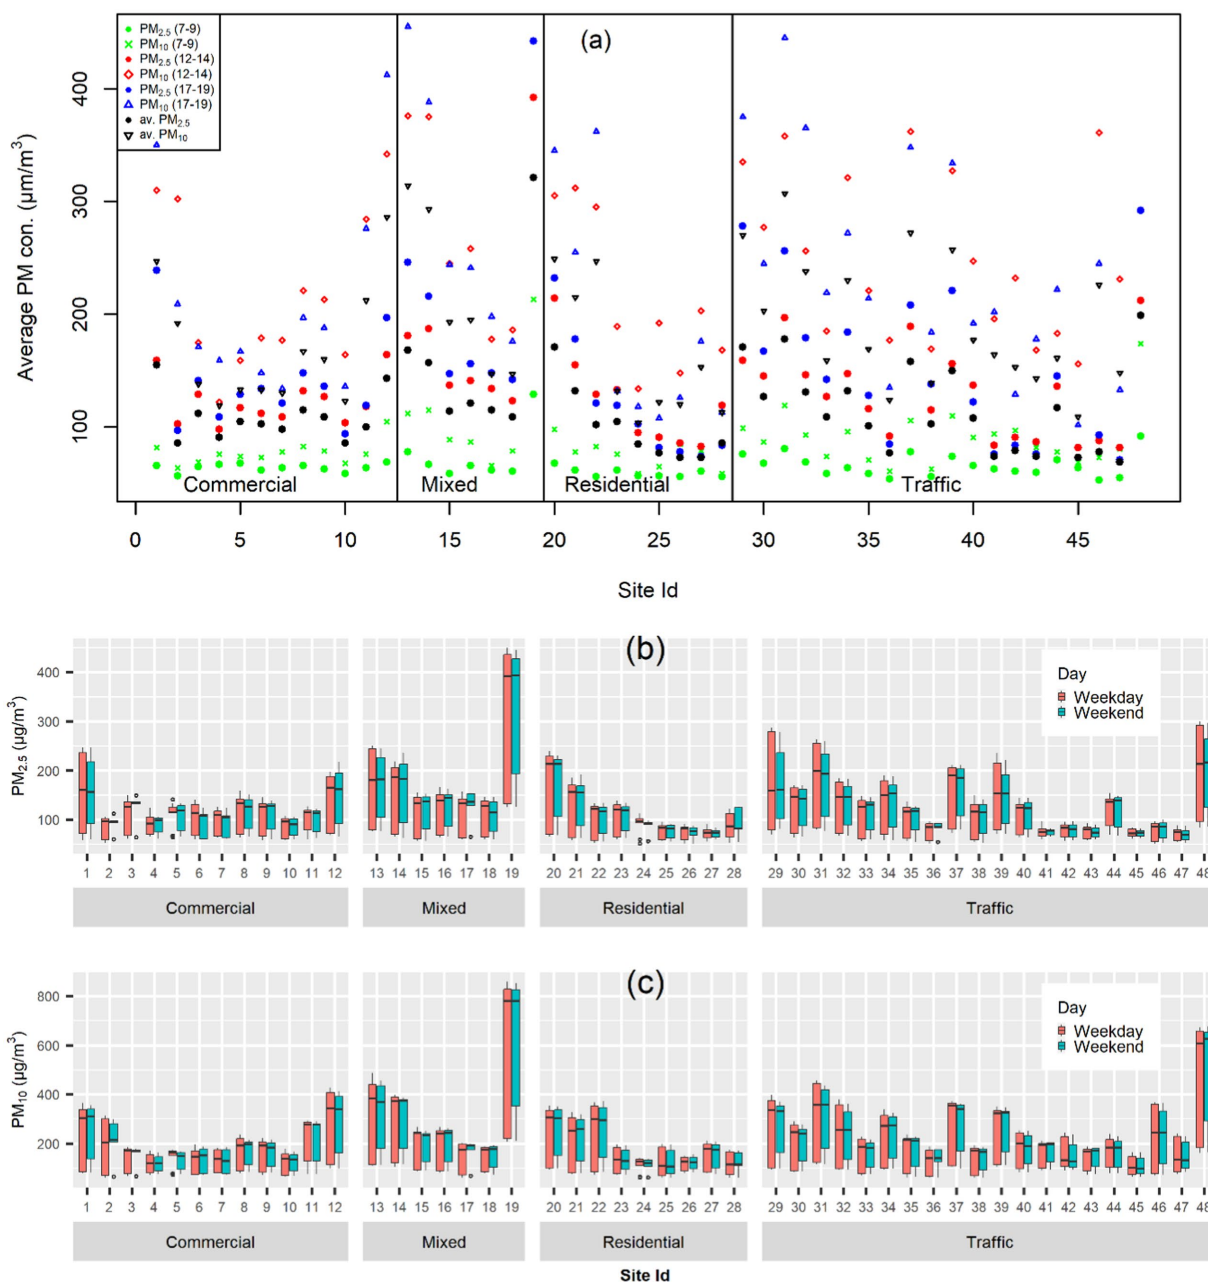 (a)
PM2.5 (7-9)
PM10 (7-9)
PM2.5 (12-14)
PM10 (12-14)
PM2.5 (17-19)
PM10 (17-19)
av. PM2.5
av. PM10
Average PM con. (μm/m³)
400
300
200
100
Commercial Mixed Residential Traffic
0 5 10 15 20 25 30 35 40 45
Site Id
(b)
PM2.5 (µg/m³)
400
300
200
100
Day
Weekday
Weekend
1 2 3 4 5 6 7 8 9 10 11 12 13 14 15 16 17 18 19 20 21 22 23 24 25 26 27 28 29 30 31 32 33 34 35 36 37 38 39 40 41 42 43 44 45 46 47 48
Commercial Mixed Residential Traffic
(c)
PM10 (µg/m³)
800
600
400
200
Day
Weekday
Weekend
1 2 3 4 5 6 7 8 9 10 11 12 13 14 15 16 17 18 19 20 21 22 23 24 25 26 27 28 29 30 31 32 33 34 35 36 37 38 39 40 41 42 43 44 45 46 47 48
Commercial Mixed Residential Traffic
Site Id